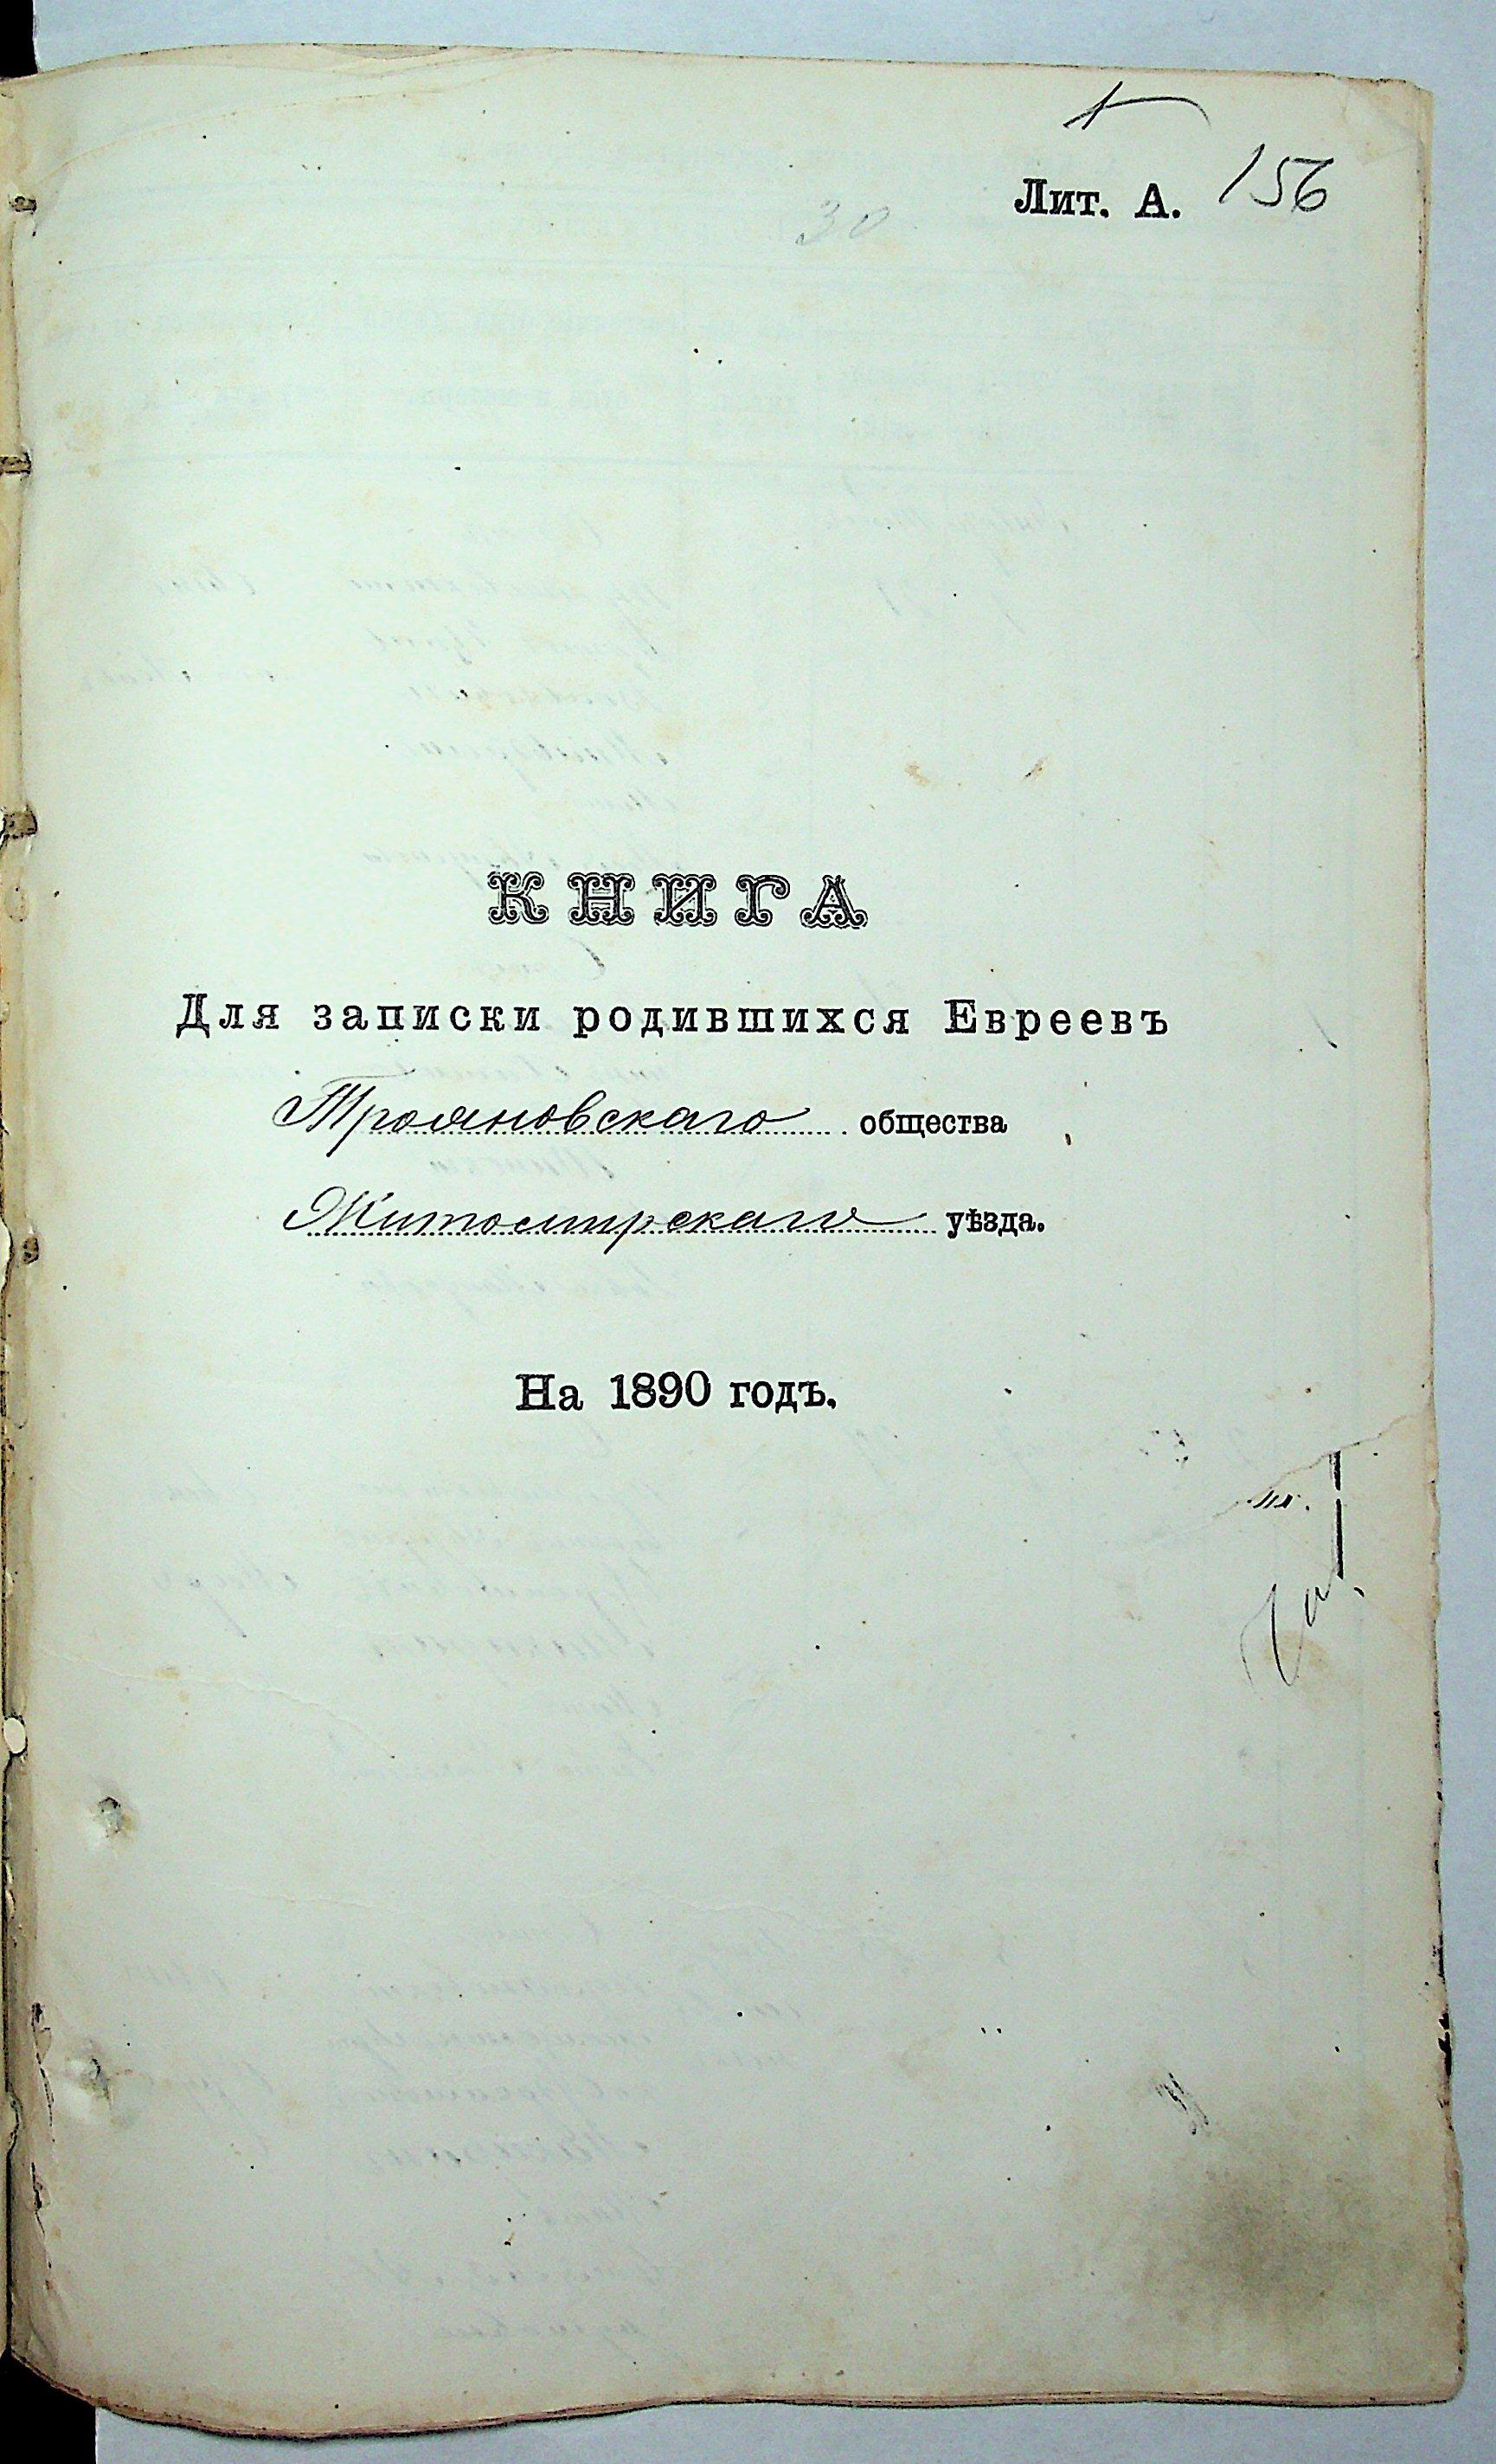 Лит. А. 156
30
КНИГА
Для записки родившихся Евреевъ
Трояновскаго общества
Житомирскаго уѣзда.
На 1890 годъ.